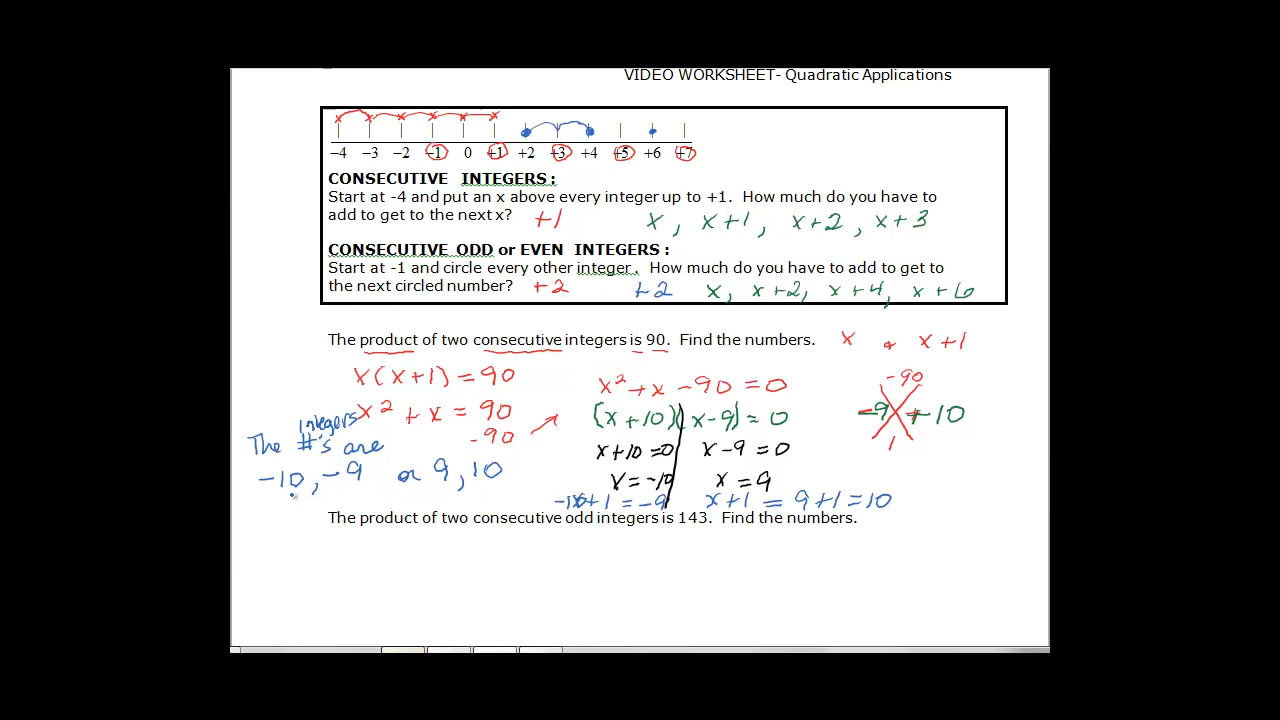 VIDEO WORKSHEET- Quadratic Applications
−4 −3 −2 −1 0 +1 +2 +3 +4 +5 +6 +7
CONSECUTIVE INTEGERS:
Start at -4 and put an x above every integer up to +1. How much do you have to
add to get to the next x? +1 x, x+1, x+2, x+3
CONSECUTIVE ODD or EVEN INTEGERS:
Start at -1 and circle every other integer. How much do you have to add to get to
the next circled number? +2 +2 x, x+2, x+4, x+6
The product of two consecutive integers is 90. Find the numbers. x & x+1
x(x+1) = 90
x² + x = 90
-90
x² + x - 90 = 0
(x+10)(x-9) = 0
x+10=0 x-9=0
x=-10 x=9
-10+1=-9 x+1=9+1=10
-90
-9 +10
1
integers
The #'s are
-10, -9 or 9, 10
The product of two consecutive odd integers is 143. Find the numbers.